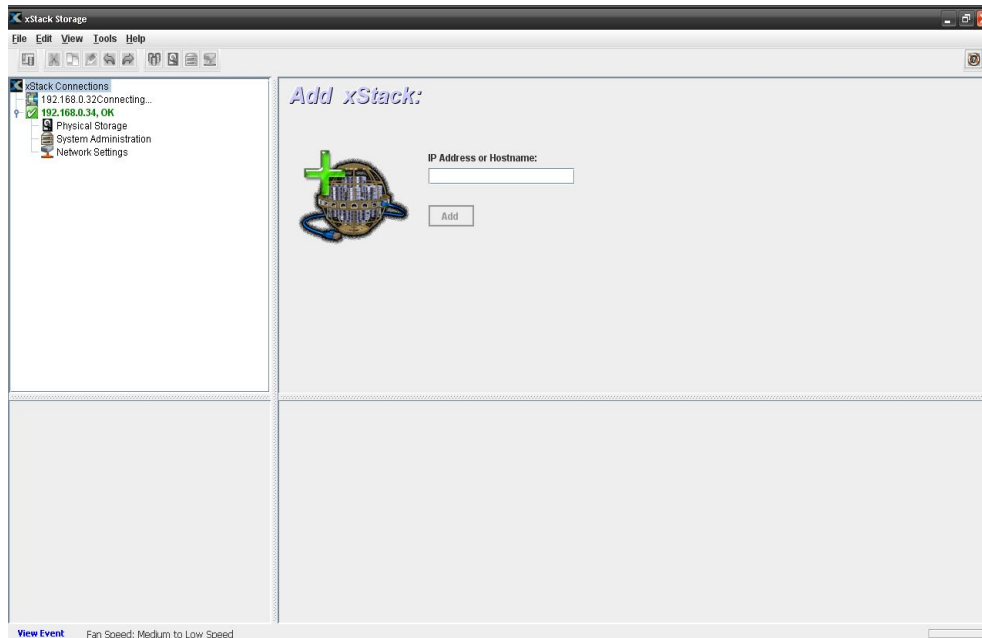 xStack Storage
File Edit View Tools Help
xStack Connections
192.168.0.32Connecting...
192.168.0.34, OK
Physical Storage
System Administration
Network Settings
Add xStack:
IP Address or Hostname:
Add
View Event Fan Speed: Medium to Low Speed